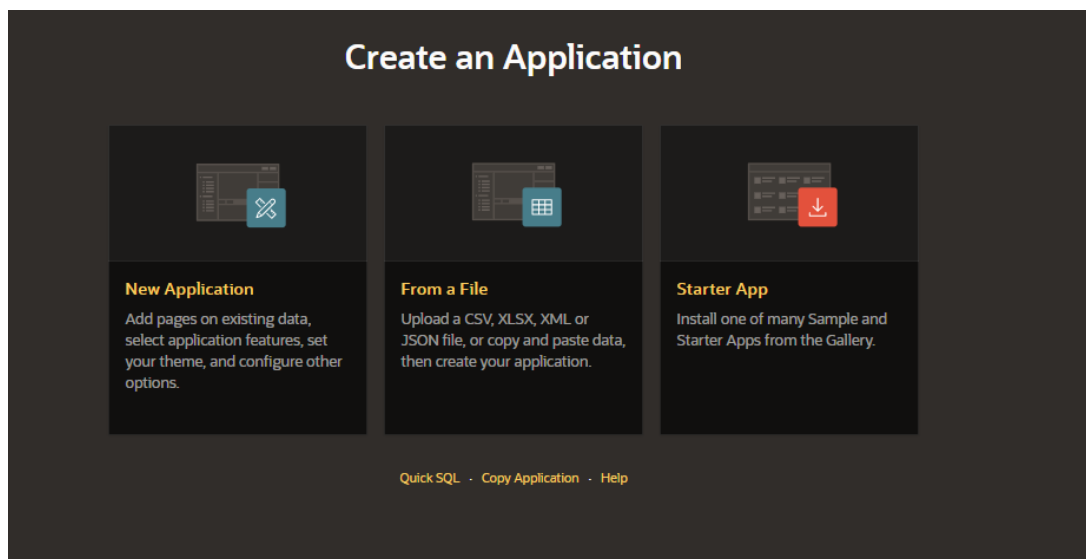 Create an Application
New Application
Add pages on existing data,
select application features, set
your theme, and configure other
options.
From a File
Upload a CSV, XLSX, XML or
JSON file, or copy and paste data,
then create your application.
Starter App
Install one of many Sample and
Starter Apps from the Gallery.
Quick SQL · Copy Application · Help